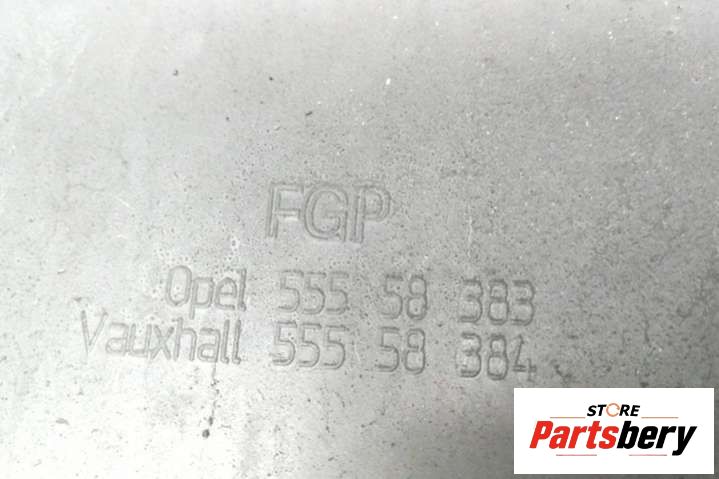 FGP
Opel 555 58 383
Vauxhall 555 58 384
STORE
Partsbery